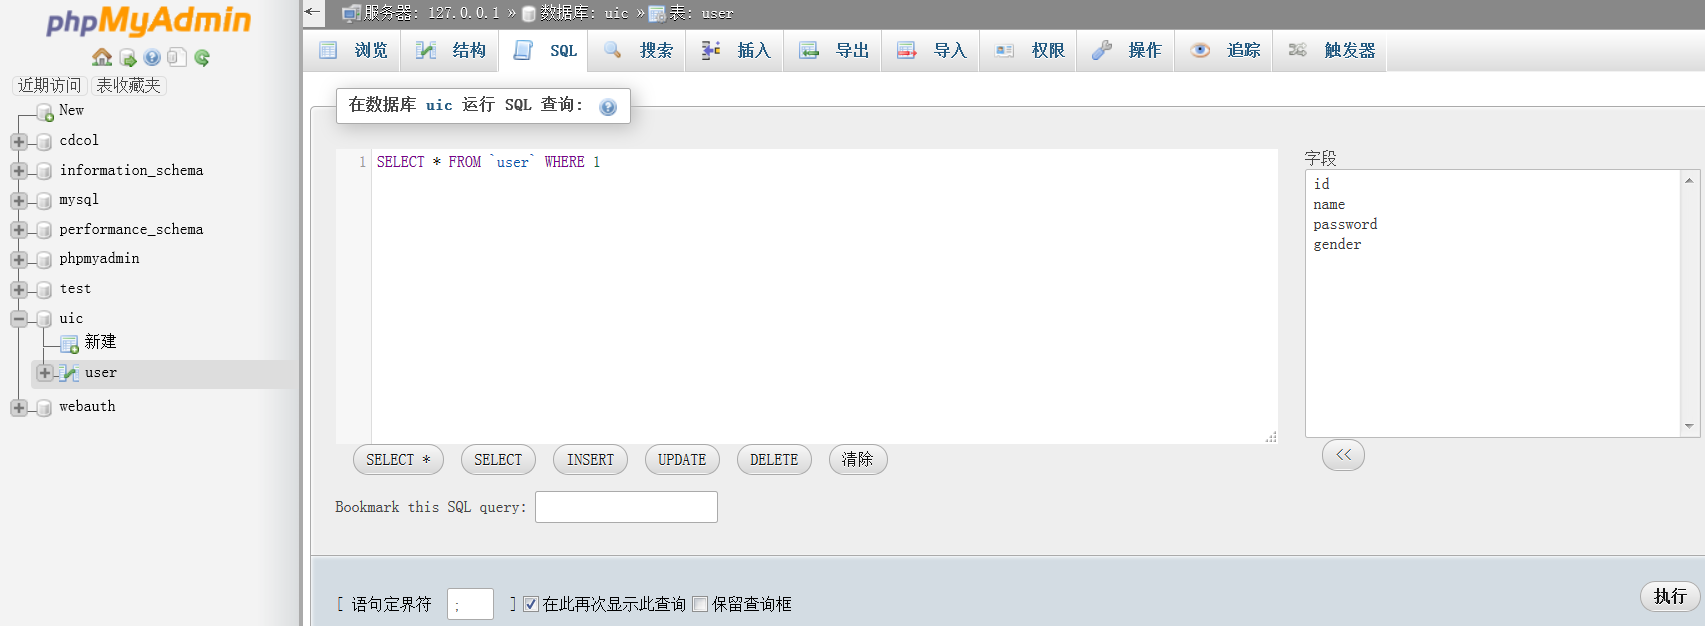 phpMyAdmin
近期访问 表收藏夹
New
cdcol
information_schema
mysql
performance_schema
phpmyadmin
test
uic
新建
user
webauth
服务器: 127.0.0.1 » 数据库: uic » 表: user
浏览 结构 SQL 搜索 插入 导出 导入 权限 操作 追踪 触发器
在数据库 uic 运行 SQL 查询:
1 SELECT * FROM `user` WHERE 1
字段
id
name
password
gender
<<
SELECT * SELECT INSERT UPDATE DELETE 清除
Bookmark this SQL query:
[ 语句定界符 ; ] 在此再次显示此查询 保留查询框
执行